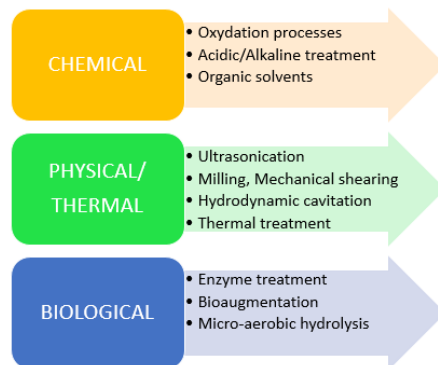 CHEMICAL
• Oxydation processes
• Acidic/Alkaline treatment
• Organic solvents
PHYSICAL/
THERMAL
• Ultrasonication
• Milling, Mechanical shearing
• Hydrodynamic cavitation
• Thermal treatment
BIOLOGICAL
• Enzyme treatment
• Bioaugmentation
• Micro-aerobic hydrolysis